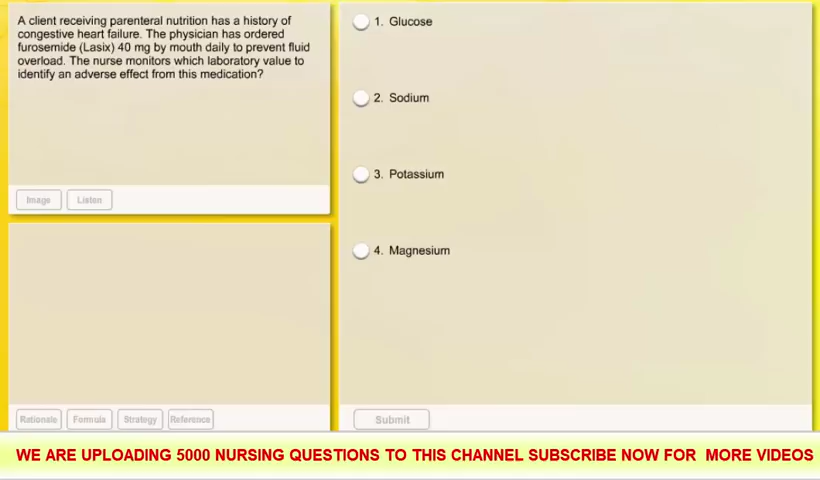 A client receiving parenteral nutrition has a history of
congestive heart failure. The physician has ordered
furosemide (Lasix) 40 mg by mouth daily to prevent fluid
overload. The nurse monitors which laboratory value to
identify an adverse effect from this medication?
Image Listen
1. Glucose
2. Sodium
3. Potassium
4. Magnesium
Rationale Formula Strategy Reference
Submit
WE ARE UPLOADING 5000 NURSING QUESTIONS TO THIS CHANNEL SUBSCRIBE NOW FOR MORE VIDEOS